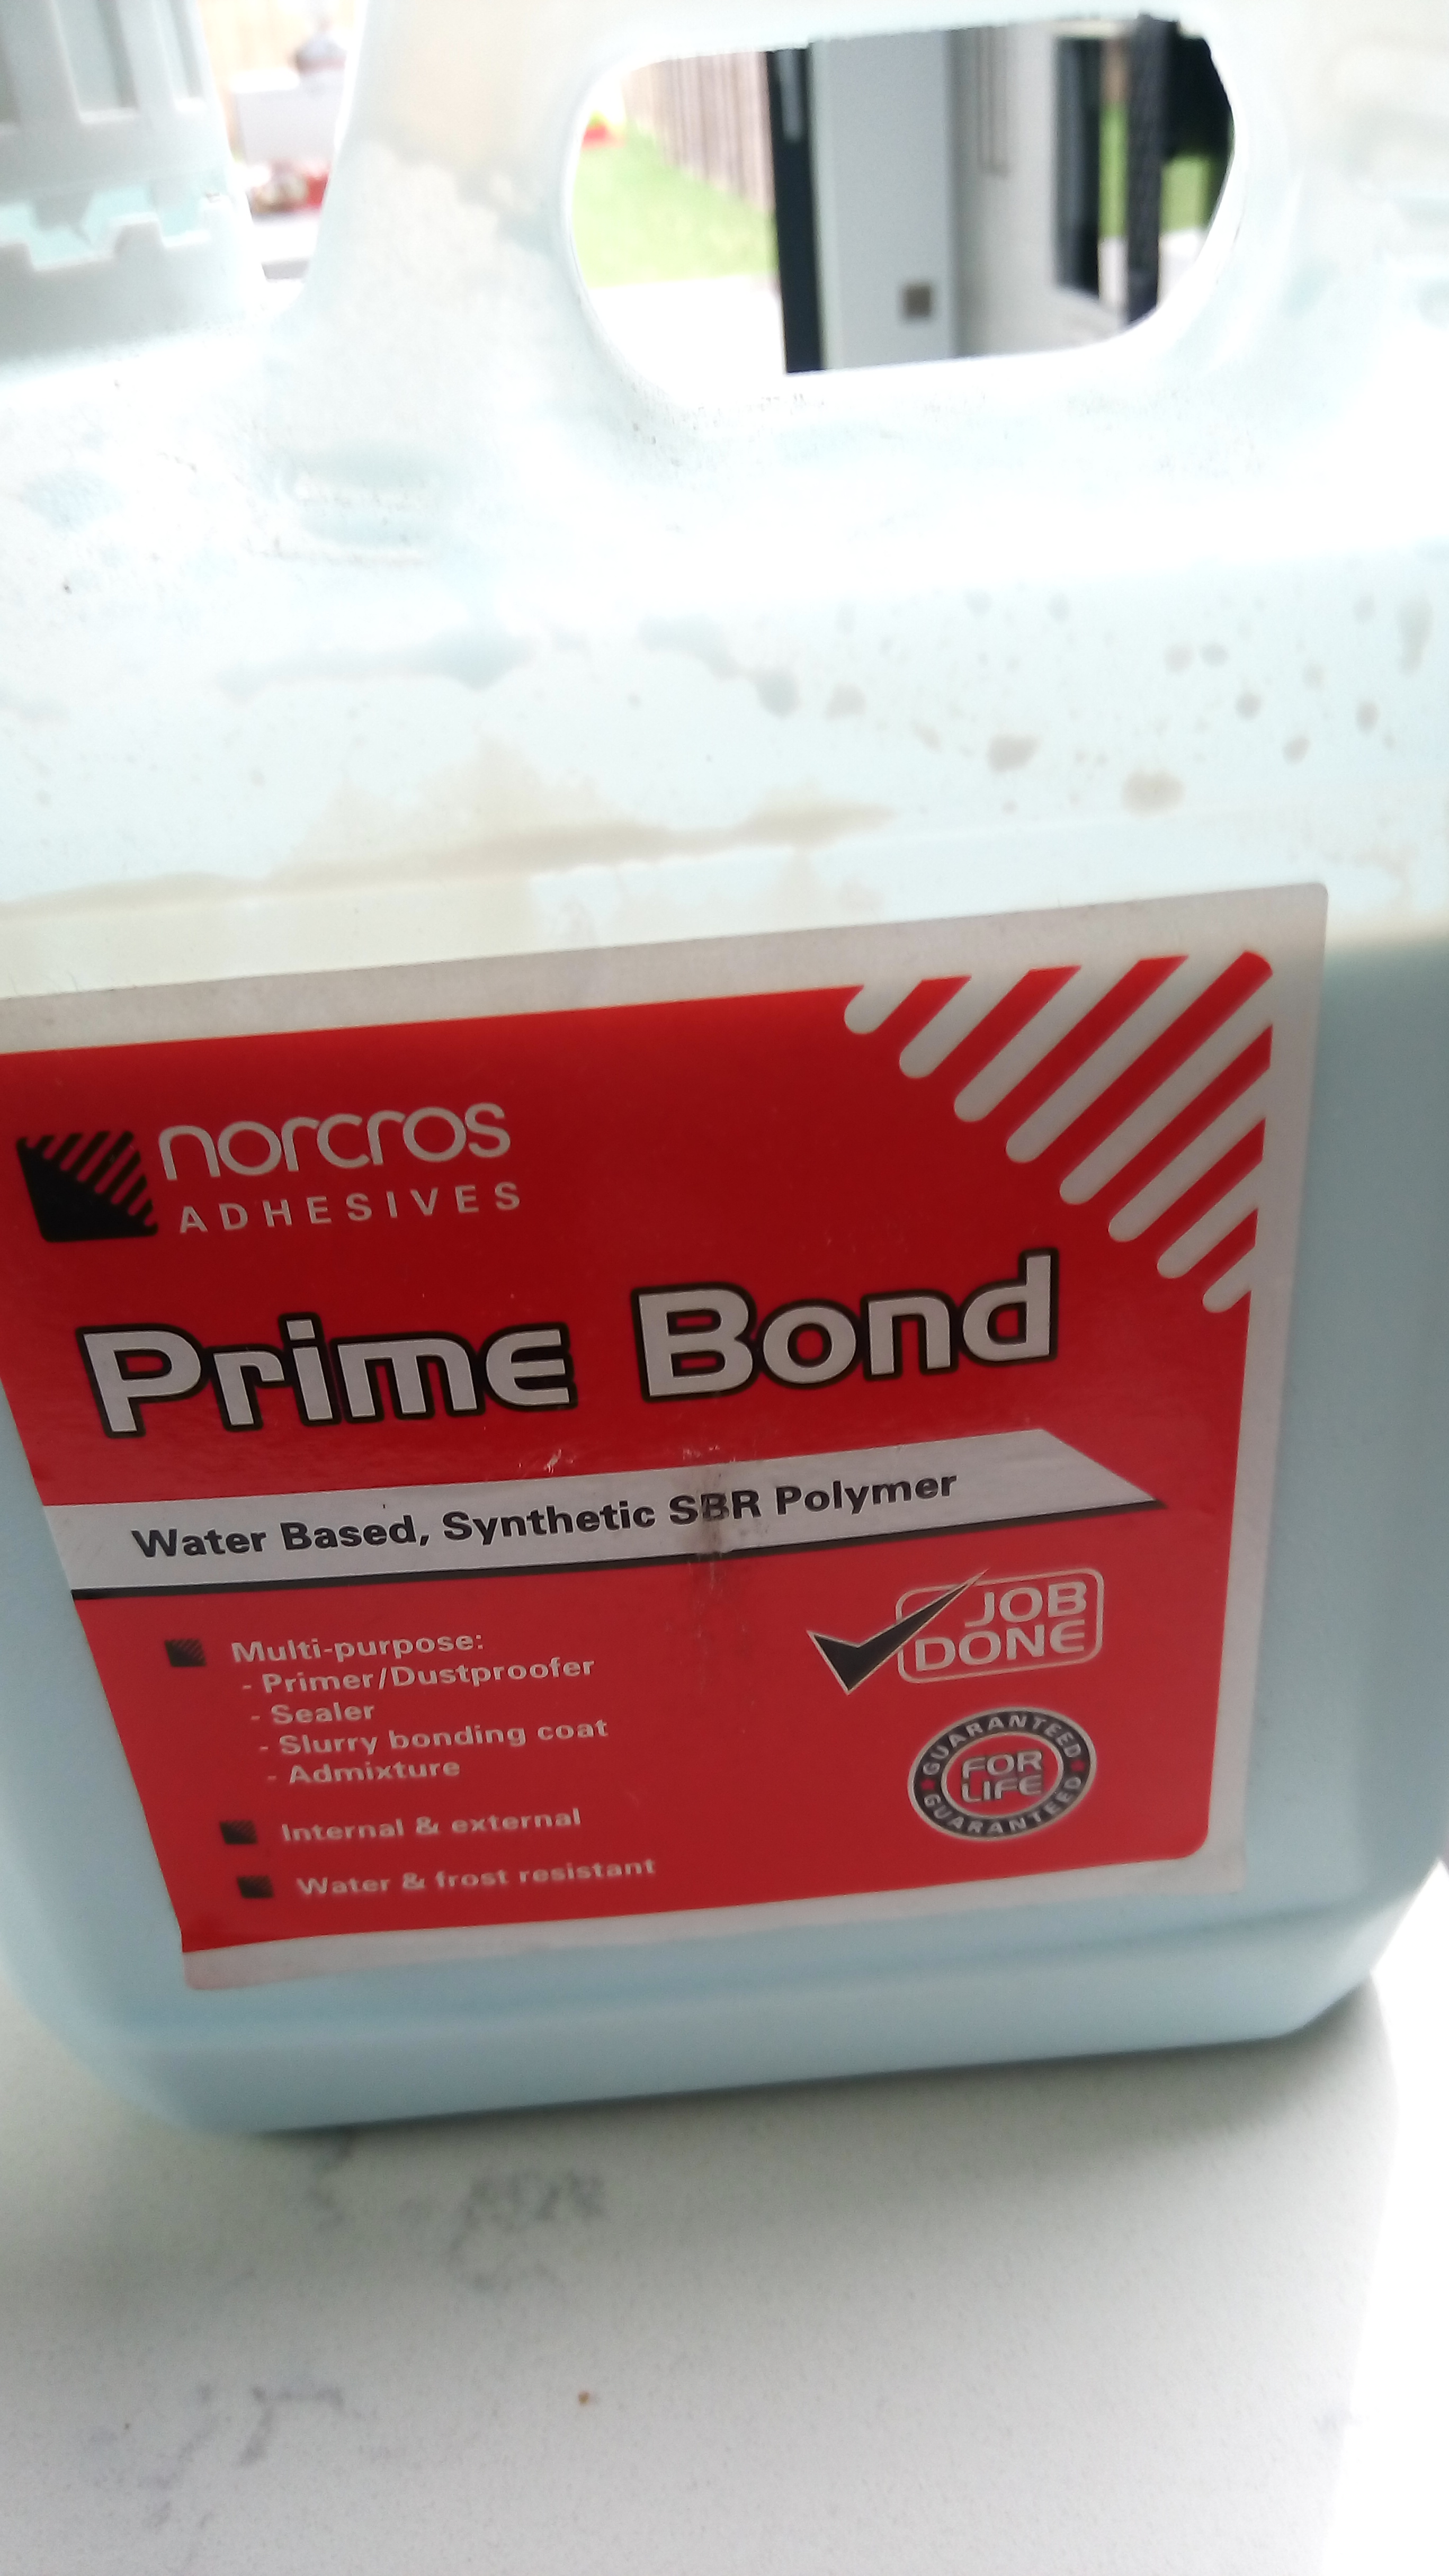 norcros
ADHESIVES
Prime Bond
Water Based, Synthetic SBR Polymer
Multi-purpose:
- Primer/Dustproofer
- Sealer
- Slurry bonding coat
- Admixture
Internal & external
Water & frost resistant
JOB
DONE
GUARANTEED
FOR
LIFE
GUARANTEED